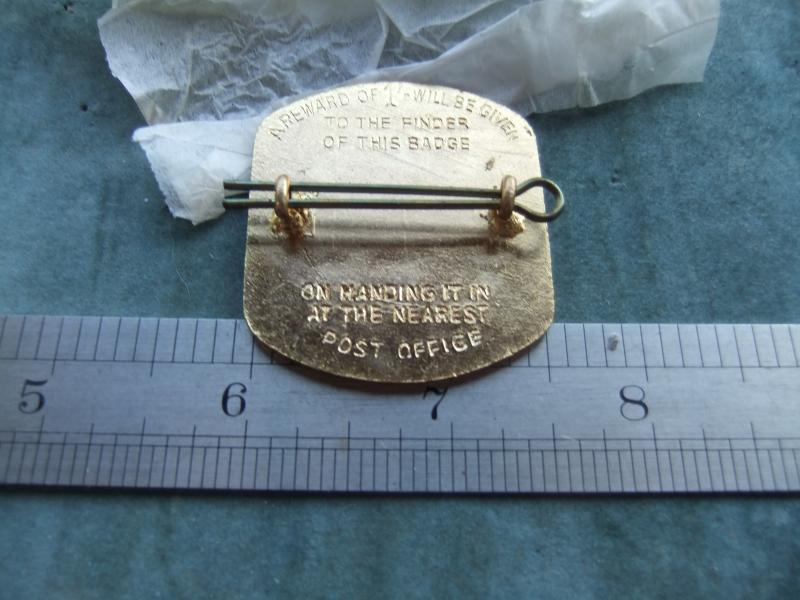 A REWARD OF 1/- WILL BE GIVEN
TO THE FINDER
OF THIS BADGE
ON HANDING IT IN
AT THE NEAREST
POST OFFICE
5 6 7 8